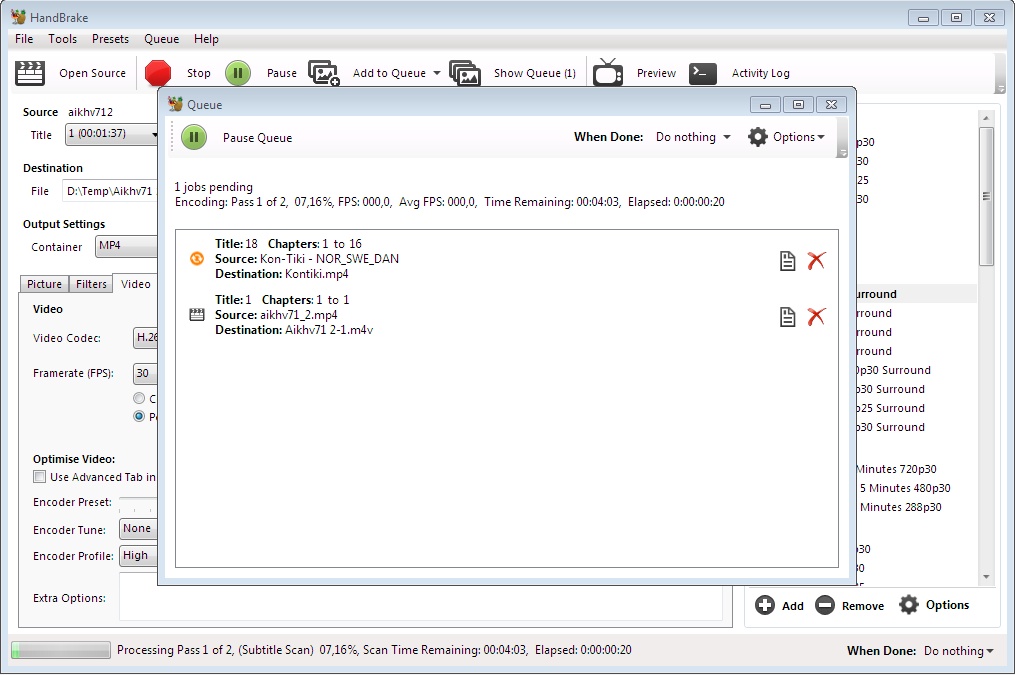 HandBrake
File Tools Presets Queue Help
Open Source Stop Pause Add to Queue Show Queue (1) Preview Activity Log
Source aikhv712
Title 1 (00:01:37)
Destination
File D:\Temp\Aikhv71
Output Settings
Container MP4
Picture Filters Video
Video
Video Codec: H.26
Framerate (FPS): 30
C
Pe
Optimise Video:
Use Advanced Tab in
Encoder Preset:
Encoder Tune: None
Encoder Profile: High
Extra Options:
Queue
Pause Queue When Done: Do nothing Options
1 jobs pending
Encoding: Pass 1 of 2, 07,16%, FPS: 000,0, Avg FPS: 000,0, Time Remaining: 00:04:03, Elapsed: 0:00:00:20
Title: 18 Chapters: 1 to 16
Source: Kon-Tiki - NOR_SWE_DAN
Destination: Kontiki.mp4
Title: 1 Chapters: 1 to 1
Source: aikhv71_2.mp4
Destination: Aikhv71 2-1.m4v
p30
30
25
30
urround
rround
rround
rround
0p30 Surround
p30 Surround
p25 Surround
p30 Surround
Minutes 720p30
5 Minutes 480p30
Minutes 288p30
30
30
Add Remove Options
Processing Pass 1 of 2, (Subtitle Scan) 07,16%, Scan Time Remaining: 00:04:03, Elapsed: 0:00:00:20
When Done: Do nothing